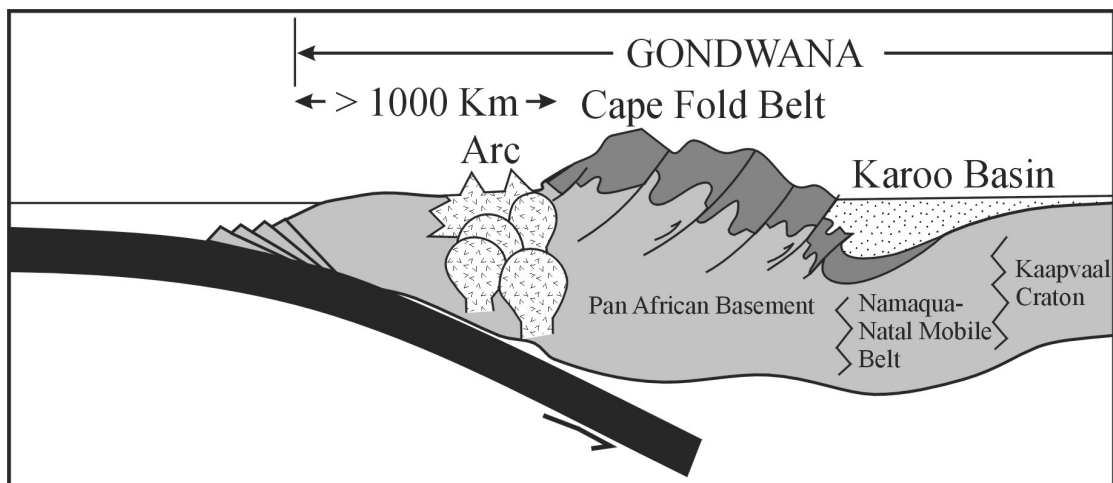 GONDWANA
> 1000 Km
Cape Fold Belt
Arc
Karoo Basin
Pan African Basement
Namaqua-
Natal Mobile
Belt
Kaapvaal
Craton